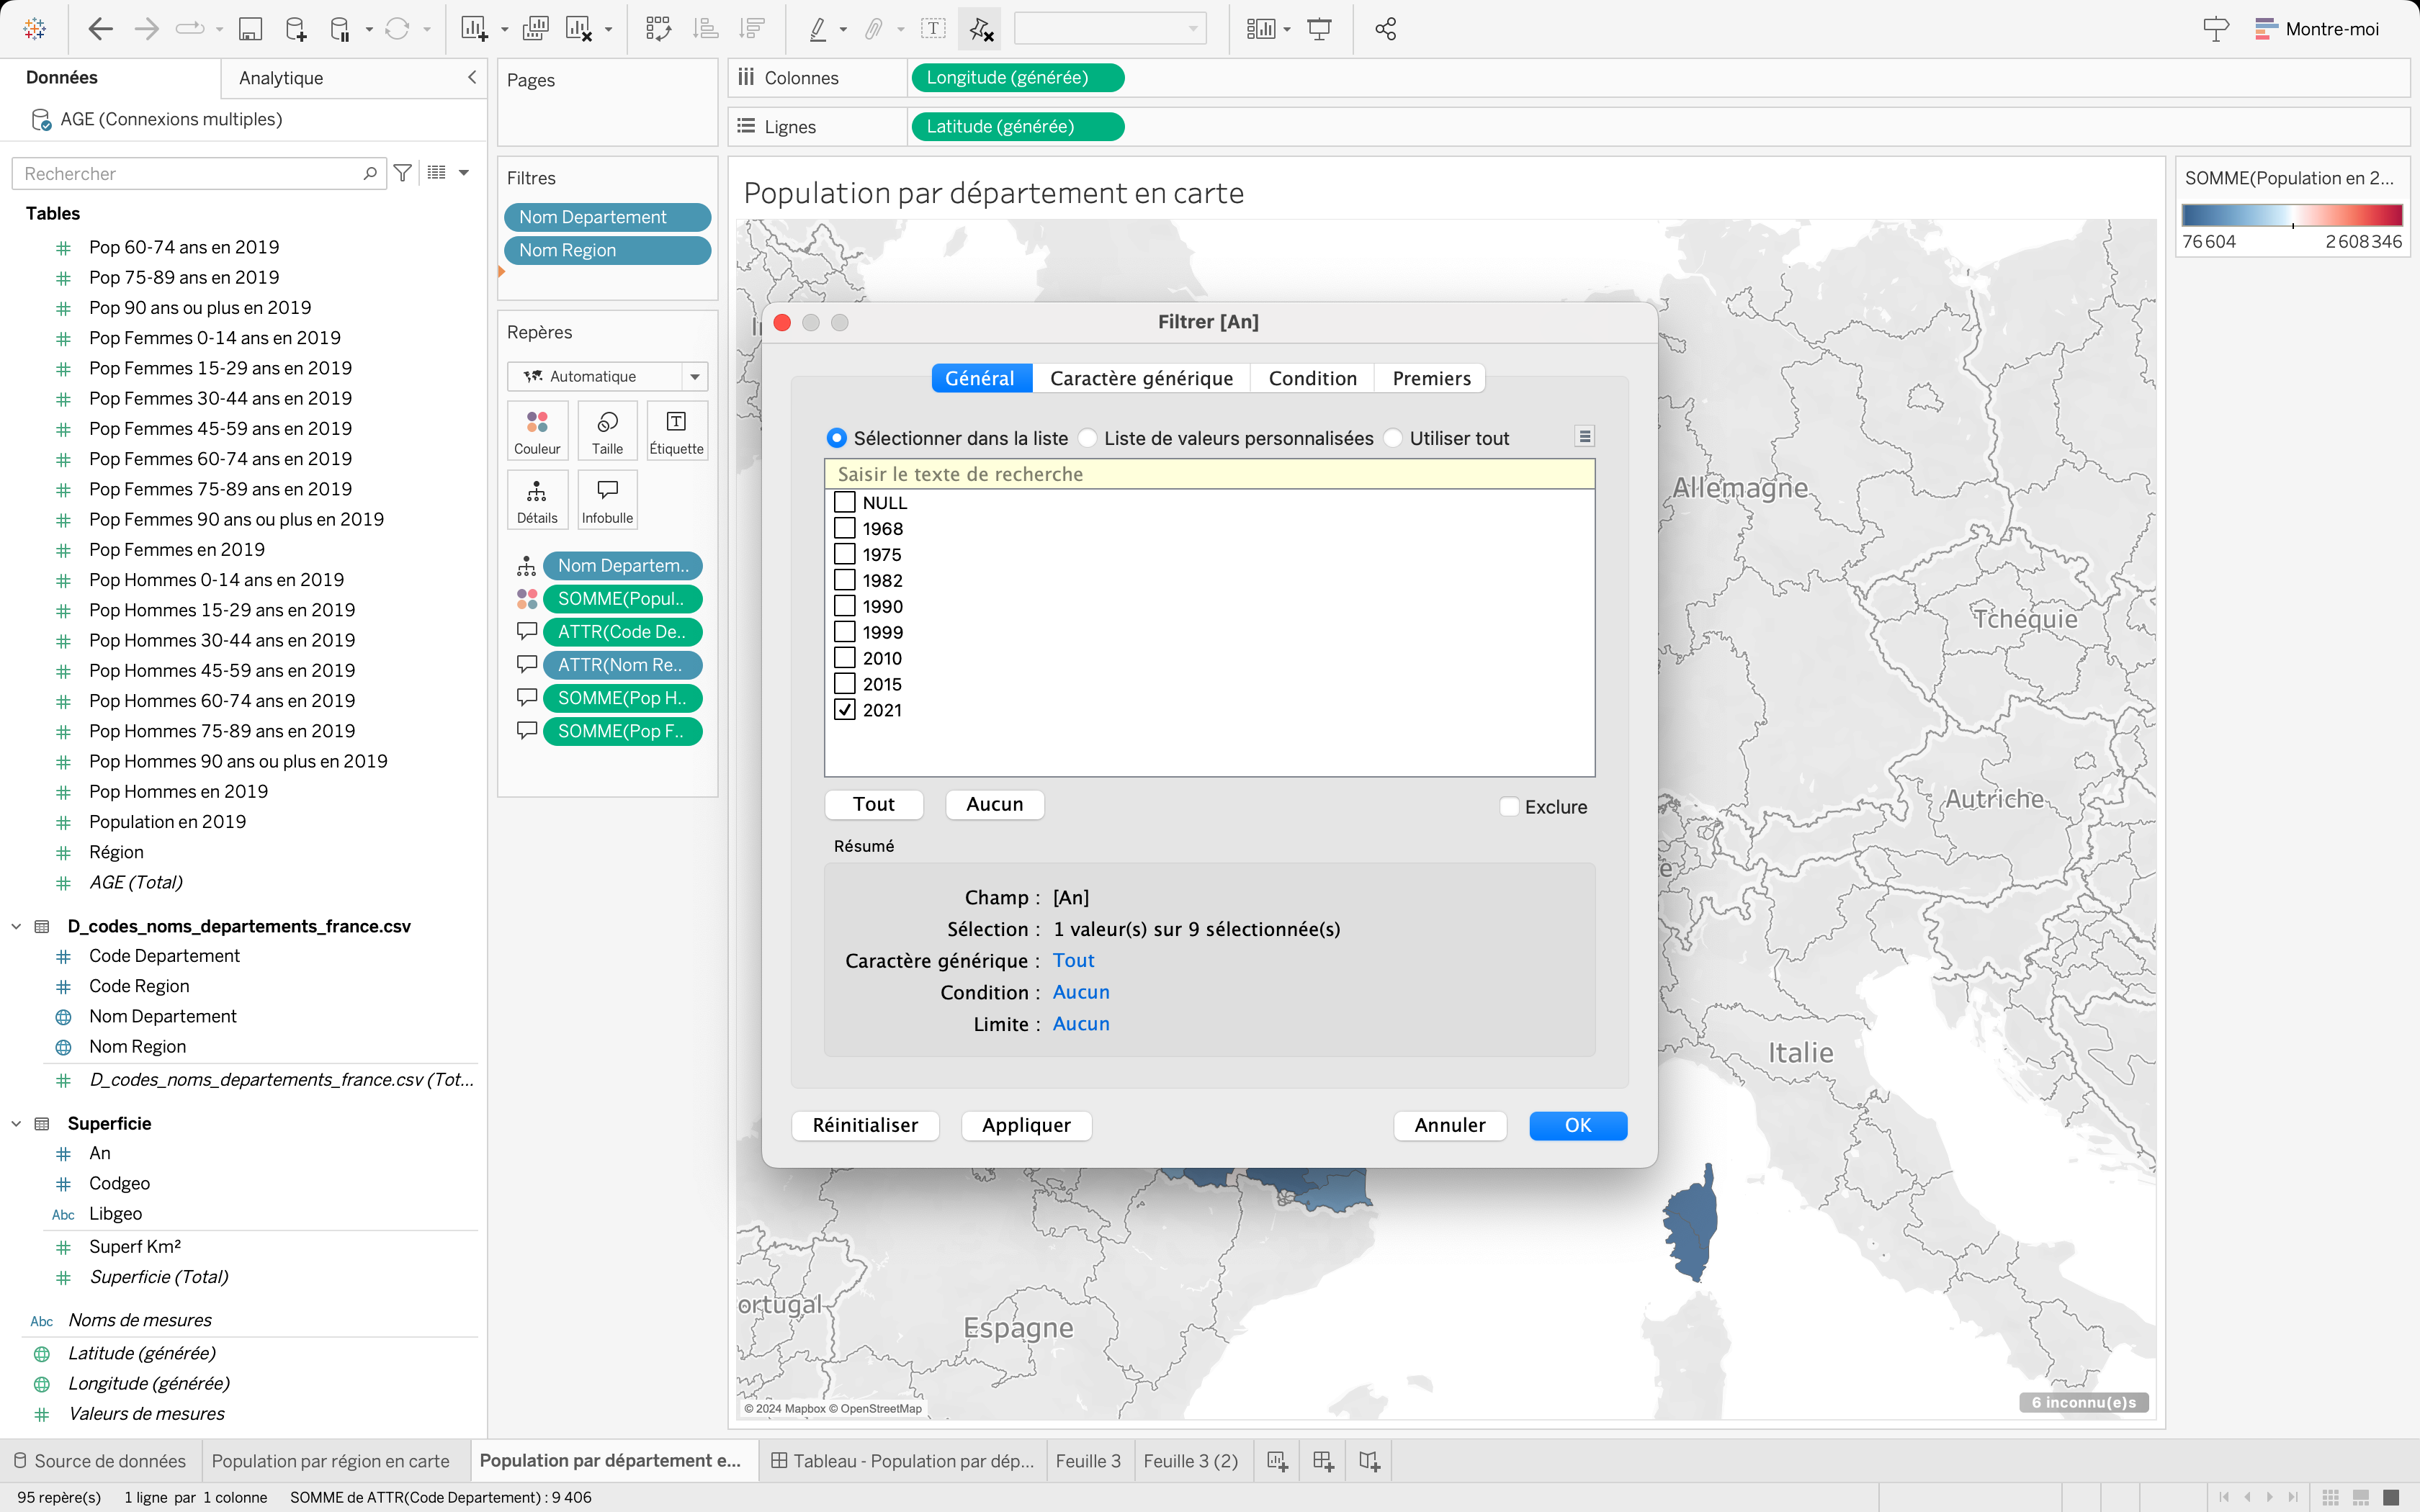 Montre-moi
Données
Analytique
AGE (Connexions multiples)
Rechercher
Tables
Pop 60-74 ans en 2019
Pop 75-89 ans en 2019
Pop 90 ans ou plus en 2019
Pop Femmes 0-14 ans en 2019
Pop Femmes 15-29 ans en 2019
Pop Femmes 30-44 ans en 2019
Pop Femmes 45-59 ans en 2019
Pop Femmes 60-74 ans en 2019
Pop Femmes 75-89 ans en 2019
Pop Femmes 90 ans ou plus en 2019
Pop Femmes en 2019
Pop Hommes 0-14 ans en 2019
Pop Hommes 15-29 ans en 2019
Pop Hommes 30-44 ans en 2019
Pop Hommes 45-59 ans en 2019
Pop Hommes 60-74 ans en 2019
Pop Hommes 75-89 ans en 2019
Pop Hommes 90 ans ou plus en 2019
Pop Hommes en 2019
Population en 2019
Région
AGE (Total)
D_codes_noms_departements_france.csv
Code Departement
Code Region
Nom Departement
Nom Region
D_codes_noms_departements_france.csv (Tot...
Superficie
An
Codgeo
Abc Libgeo
Superf Km²
Superficie (Total)
Abc Noms de mesures
Latitude (générée)
Longitude (générée)
Valeurs de mesures
Pages
Filtres
Nom Departement
Nom Region
Repères
Automatique
Couleur
Taille
Étiquette
Détails
Infobulle
Nom Departem..
SOMME(Popul..
ATTR(Code De..
ATTR(Nom Re..
SOMME(Pop H..
SOMME(Pop F..
Colonnes
Longitude (générée)
Lignes
Latitude (générée)
Population par département en carte
Filtrer [An]
Général
Caractère générique
Condition
Premiers
Sélectionner dans la liste
Liste de valeurs personnalisées
Utiliser tout
Saisir le texte de recherche
NULL
1968
1975
1982
1990
1999
2010
2015
2021
Tout
Aucun
Exclure
Résumé
Champ : [An]
Sélection : 1 valeur(s) sur 9 sélectionnée(s)
Caractère générique : Tout
Condition : Aucun
Limite : Aucun
Réinitialiser
Appliquer
Annuler
OK
Allemagne
Tchéquie
Autriche
Italie
ortugal
Espagne
© 2024 Mapbox © OpenStreetMap
6 inconnu(e)s
SOMME(Population en 2...
76 604
2 608 346
Source de données
Population par région en carte
Population par département e...
Tableau - Population par dép...
Feuille 3
Feuille 3 (2)
95 repère(s)
1 ligne par 1 colonne
SOMME de ATTR(Code Departement) : 9 406